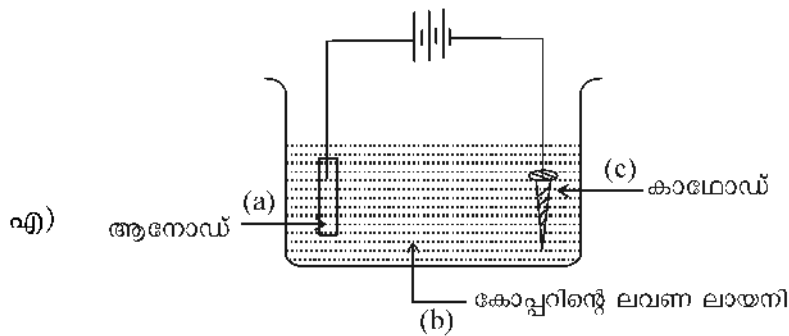 (c)
കാഥോഡ്
എ)
(a)
ആനോഡ്
കോപ്പറിന്റെ ലവണ ലായനി
(b)